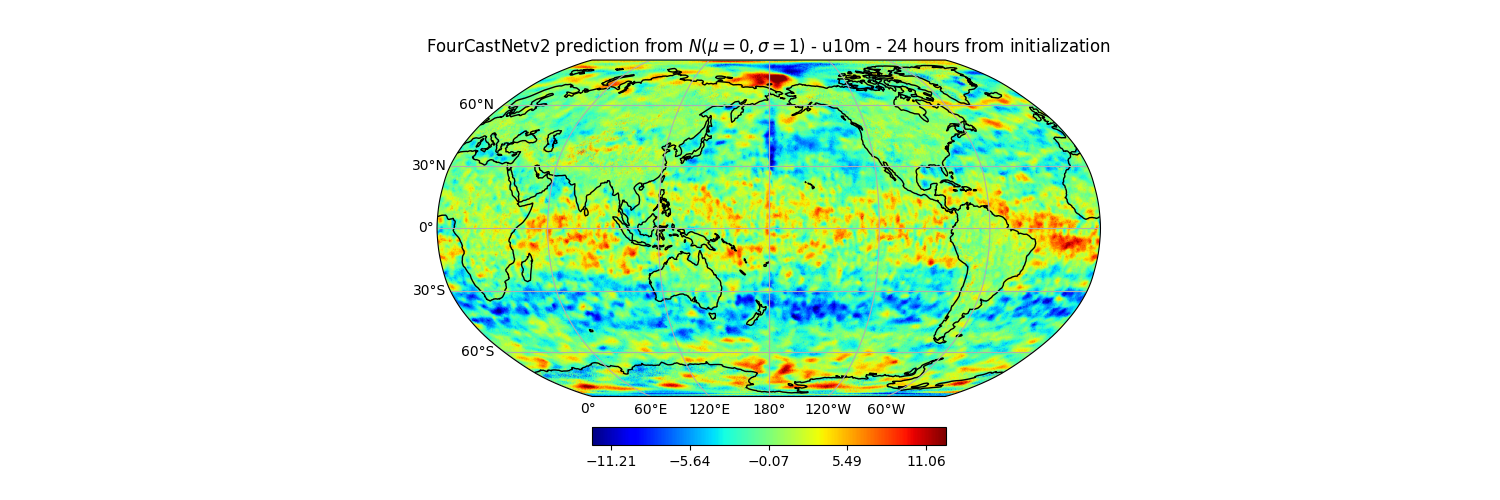 FourCastNetv2 prediction from N(μ = 0, σ = 1) - u10m - 24 hours from initialization
60°N
30°N
0°
30°S
60°S
0° 60°E 120°E 180° 120°W 60°W
−11.21 −5.64 −0.07 5.49 11.06